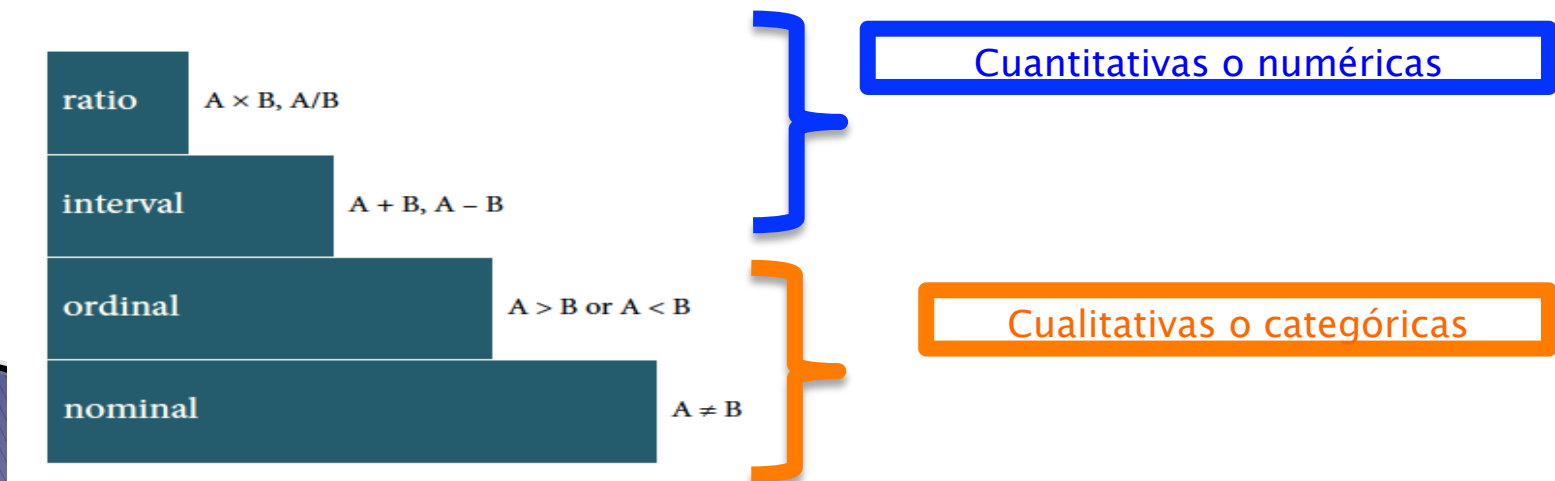 Cuantitativas o numéricas
ratio
A × B, A/B
interval
A + B, A – B
ordinal
A > B or A < B
Cualitativas o categóricas
nominal
A ≠ B